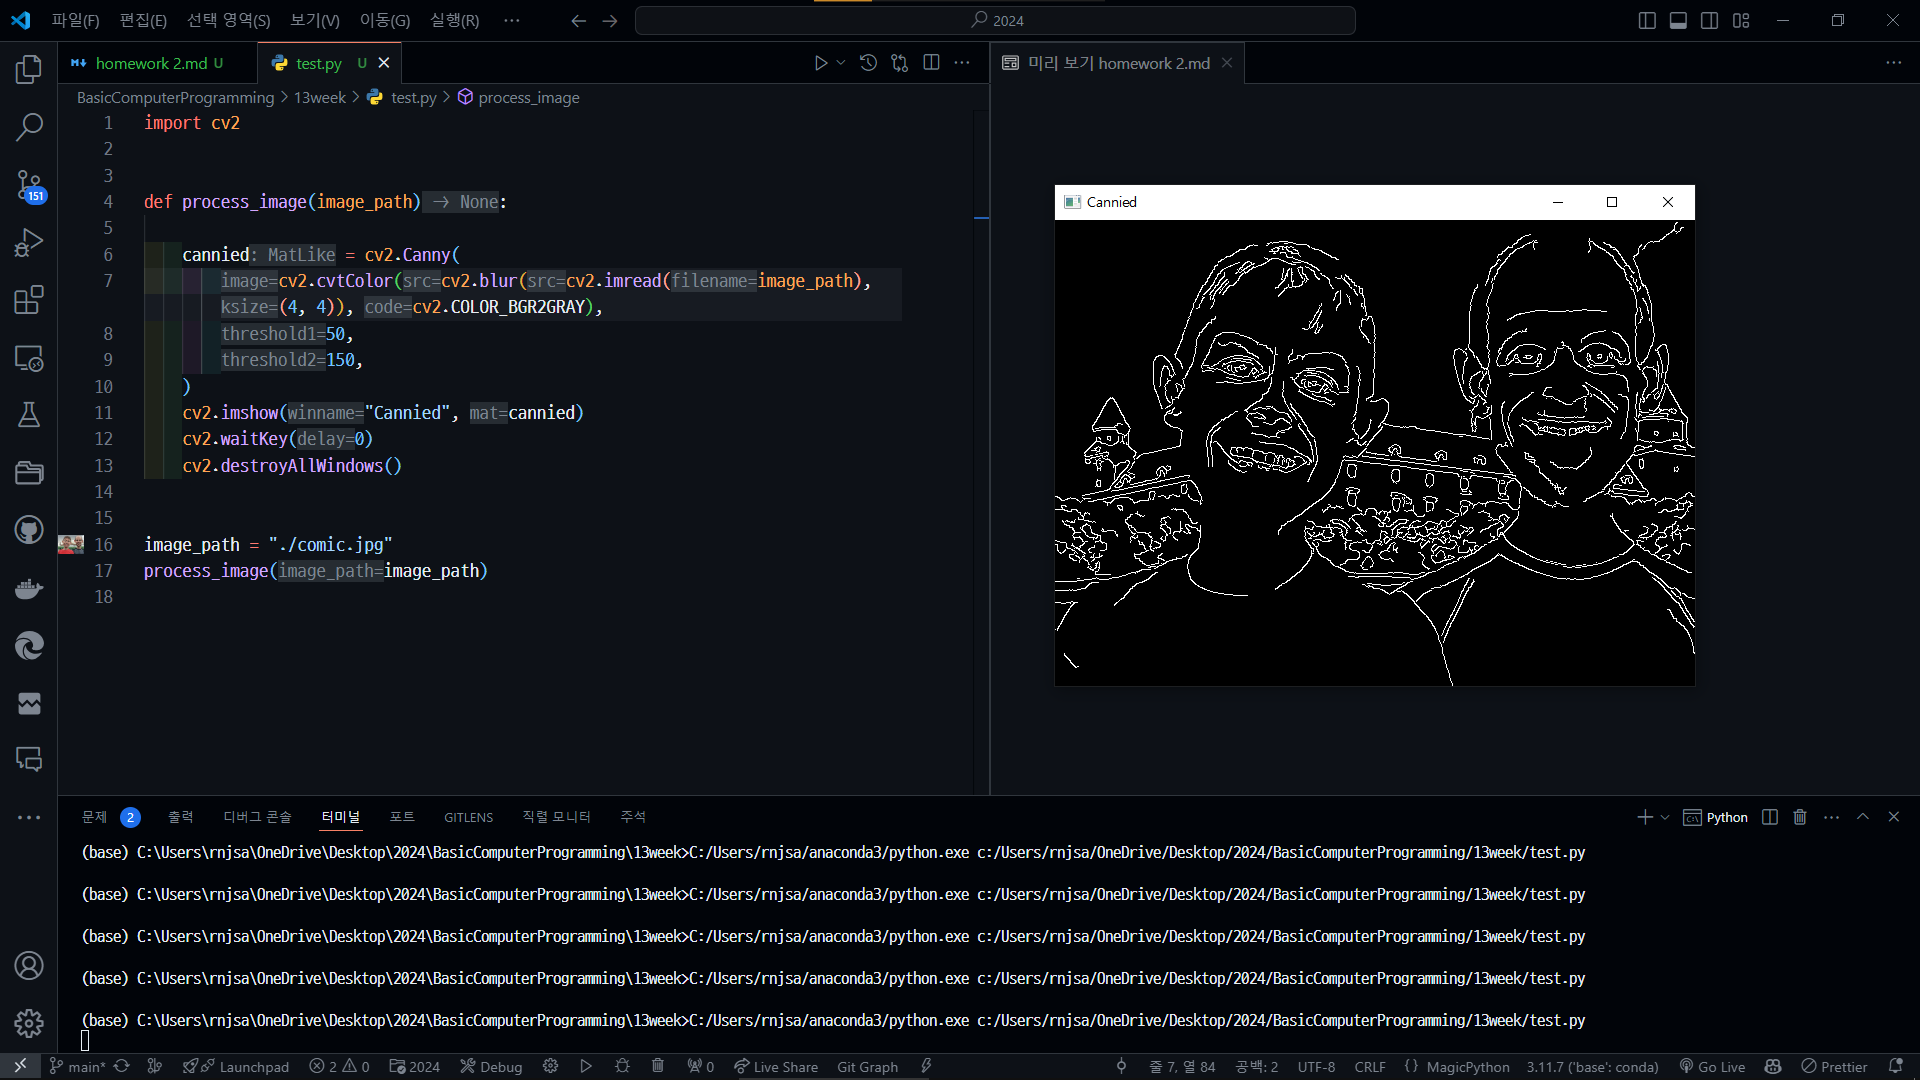 파일(F) 편집(E) 선택 영역(S) 보기(V) 이동(G) 실행(R) ··· 2024
homework 2.md U test.py U 미리 보기 homework 2.md
BasicComputerProgramming > 13week > test.py > process_image
1 import cv2
2
3
4 def process_image(image_path) -> None:
5
6 cannied: MatLike = cv2.Canny(
7 image=cv2.cvtColor(src=cv2.blur(src=cv2.imread(filename=image_path),
ksize=(4, 4)), code=cv2.COLOR_BGR2GRAY),
8 threshold1=50,
9 threshold2=150,
10 )
11 cv2.imshow(winname="Cannied", mat=cannied)
12 cv2.waitKey(delay=0)
13 cv2.destroyAllWindows()
14
15
16 image_path = "./comic.jpg"
17 process_image(image_path=image_path)
18
151
Cannied
문제 2 출력 디버그 콘솔 터미널 포트 GITLENS 직렬 모니터 주석 Python
(base) C:\Users\rnjsa\OneDrive\Desktop\2024\BasicComputerProgramming\13week>C:/Users/rnjsa/anaconda3/python.exe c:/Users/rnjsa/OneDrive/Desktop/2024/BasicComputerProgramming/13week/test.py
(base) C:\Users\rnjsa\OneDrive\Desktop\2024\BasicComputerProgramming\13week>C:/Users/rnjsa/anaconda3/python.exe c:/Users/rnjsa/OneDrive/Desktop/2024/BasicComputerProgramming/13week/test.py
(base) C:\Users\rnjsa\OneDrive\Desktop\2024\BasicComputerProgramming\13week>C:/Users/rnjsa/anaconda3/python.exe c:/Users/rnjsa/OneDrive/Desktop/2024/BasicComputerProgramming/13week/test.py
(base) C:\Users\rnjsa\OneDrive\Desktop\2024\BasicComputerProgramming\13week>C:/Users/rnjsa/anaconda3/python.exe c:/Users/rnjsa/OneDrive/Desktop/2024/BasicComputerProgramming/13week/test.py
(base) C:\Users\rnjsa\OneDrive\Desktop\2024\BasicComputerProgramming\13week>C:/Users/rnjsa/anaconda3/python.exe c:/Users/rnjsa/OneDrive/Desktop/2024/BasicComputerProgramming/13week/test.py
main* Launchpad 2 0 2024 Debug 0 Live Share Git Graph 줄 7, 열 84 공백: 2 UTF-8 CRLF {} MagicPython 3.11.7 ('base': conda) Go Live Prettier